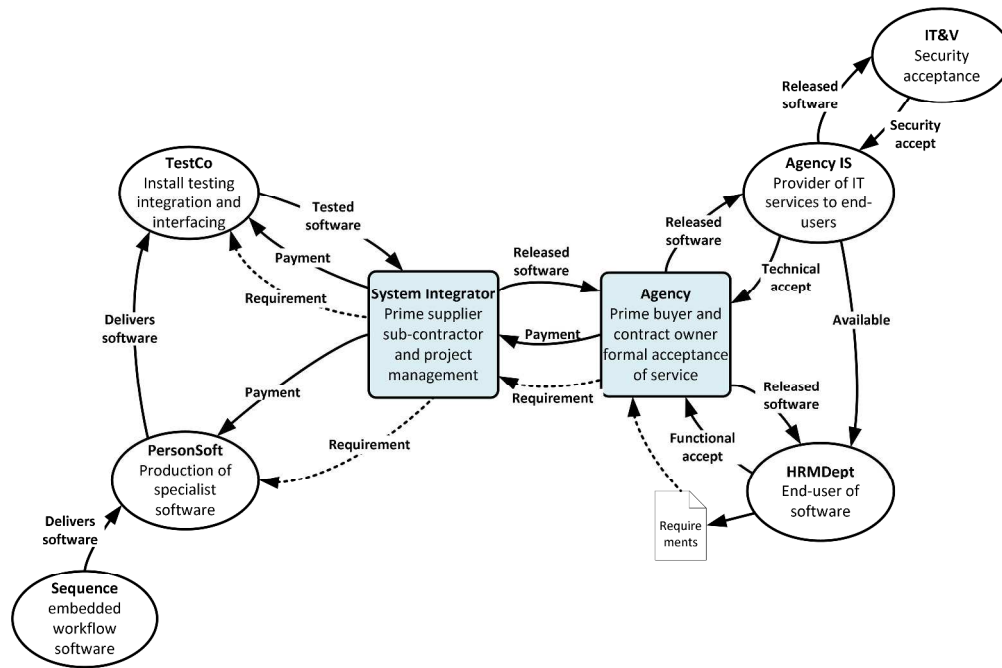 IT&V
Security
acceptance
Released
software
Security
accept
Agency IS
Provider of IT
services to end-
users
TestCo
Install testing
integration and
interfacing
Tested
software
Payment
Requirement
Released
software
Technical
accept
Available
Released
software
System Integrator
Prime supplier
sub-contractor
and project
management
Agency
Prime buyer and
contract owner
formal acceptance
of service
Payment
Requirement
Delivers
software
Payment
Requirement
Released
software
Functional
accept
PersonSoft
Production of
specialist
software
HRMDept
End-user of
software
Require
ments
Delivers
software
Sequence
embedded
workflow
software